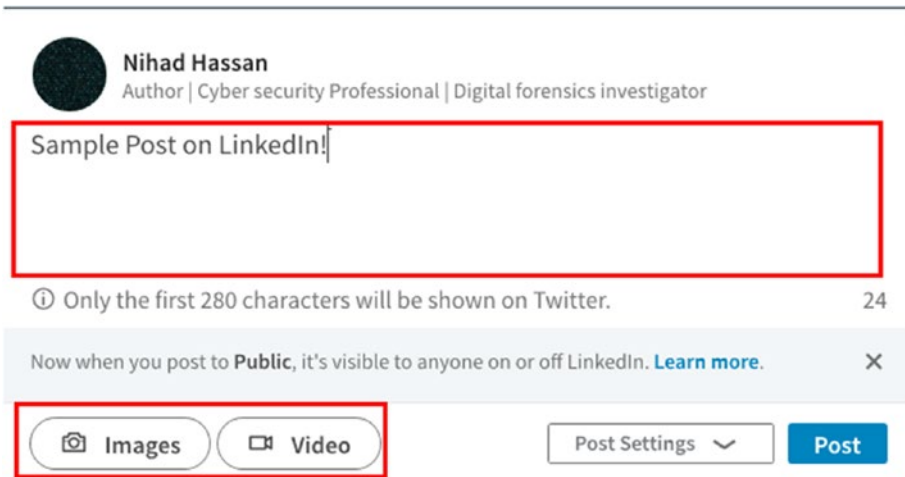 Nihad Hassan
Author | Cyber security Professional | Digital forensics investigator
Sample Post on LinkedIn!
Only the first 280 characters will be shown on Twitter. 24
Now when you post to Public, it's visible to anyone on or off LinkedIn. Learn more.
Images Video Post Settings Post